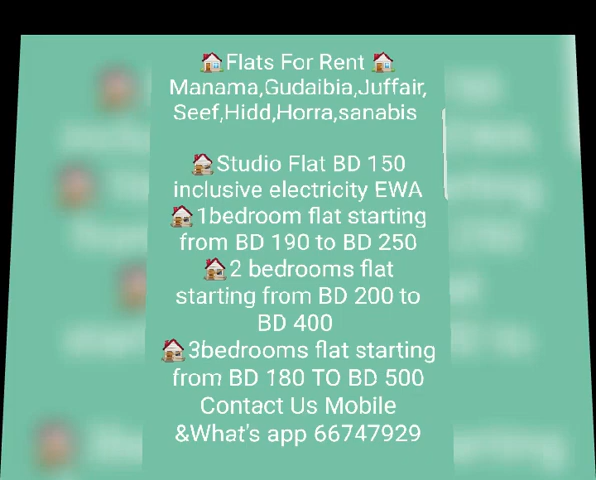 🏠Flats For Rent 🏠
Manama,Gudaibia,Juffair,
Seef,Hidd,Horra,sanabis
🏠Studio Flat BD 150
inclusive electricity EWA
🏠1bedroom flat starting
from BD 190 to BD 250
🏠2 bedrooms flat
starting from BD 200 to
BD 400
🏠3bedrooms flat starting
from BD 180 TO BD 500
Contact Us Mobile
&What's app 66747929